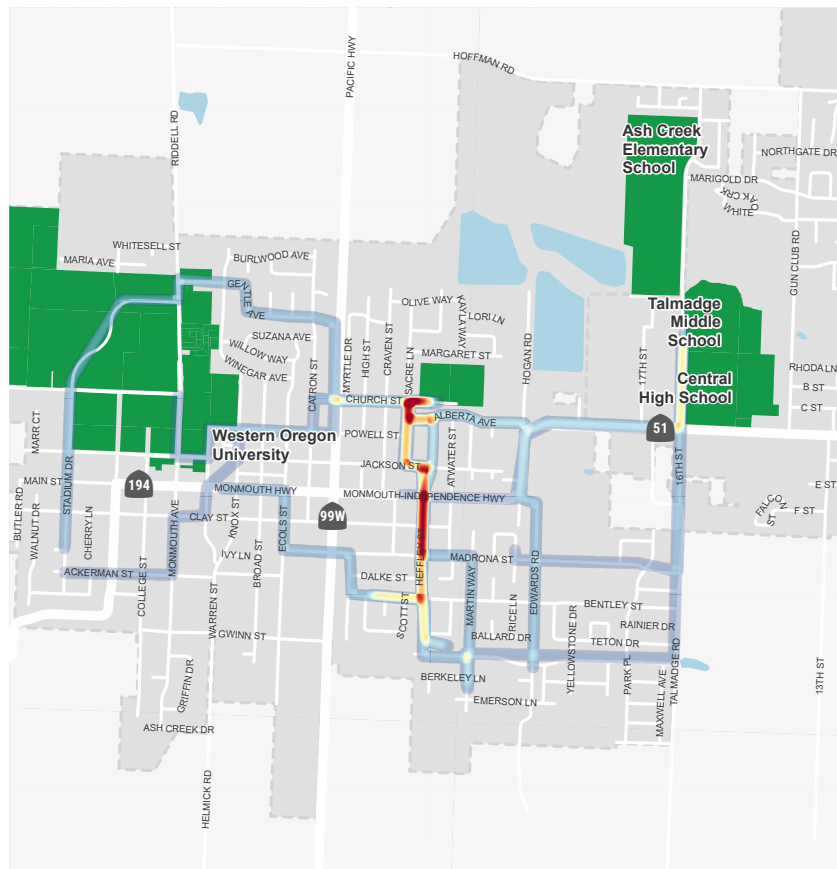 HOFFMAN RD
PACIFIC HWY
RIDDELL RD
Ash Creek
Elementary
School
NORTHGATE DR
MARIGOLD DR
OAK CRK
WHITE
GUN CLUB RD
WHITESELL ST
MARIA AVE
BURLWOOD AVE
GENTLE AVE
SUZANA AVE
WILLOW WAY
WINEGAR AVE
CATRON ST
MYRTLE DR
HIGH ST
CRAVEN ST
SACRE LN
OLIVE WAY
KAYLA WAY
LORI LN
MARGARET ST
HOGAN RD
17TH ST
Talmadge
Middle
School
Central
High School
RHODA LN
B ST
C ST
CHURCH ST
ALBERTA AVE
POWELL ST
ATWATER ST
JACKSON ST
51
16TH ST
Western Oregon
University
MARR CT
MAIN ST
STADIUM DR
194
MONMOUTH HWY
MONMOUTH-INDEPENDENCE HWY
E ST
F ST
FALCON
ST
BUTLER RD
WALNUT DR
CHERRY LN
CLAY ST
KNOX ST
99W
MONMOUTH AVE
ECOLS ST
IVY LN
BROAD ST
ACKERMAN ST
COLLEGE ST
WARREN ST
GWINN ST
DALKE ST
SCOTT ST
HEFFLEY ST
MADRONA ST
MARTIN WAY
RICE LN
EDWARDS RD
BENTLEY ST
RAINIER DR
TETON DR
BALLARD DR
YELLOWSTONE DR
PARK PL
MAXWELL AVE
TALMADGE RD
BERKELEY LN
EMERSON LN
13TH ST
GRIFFIN DR
ASH CREEK DR
HELMICK RD